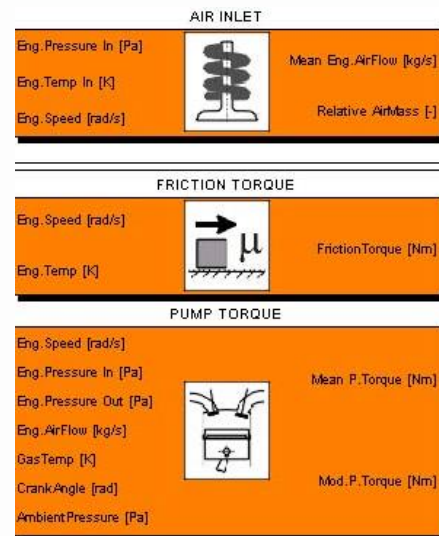 AIR INLET
Eng.Pressure In [Pa]
Eng.Temp In [K]
Eng.Speed [rad/s]
Mean Eng.AirFlow [kg/s]
Relative AirMass [-]
FRICTION TORQUE
Eng.Speed [rad/s]
Eng.Temp [K]
μ
FrictionTorque [Nm]
PUMP TORQUE
Eng.Speed [rad/s]
Eng.Pressure In [Pa]
Eng.Pressure Out [Pa]
Eng.AirFlow [kg/s]
GasTemp [K]
CrankAngle [rad]
AmbientPressure [Pa]
Mean P.Torque [Nm]
Mod.P.Torque [Nm]